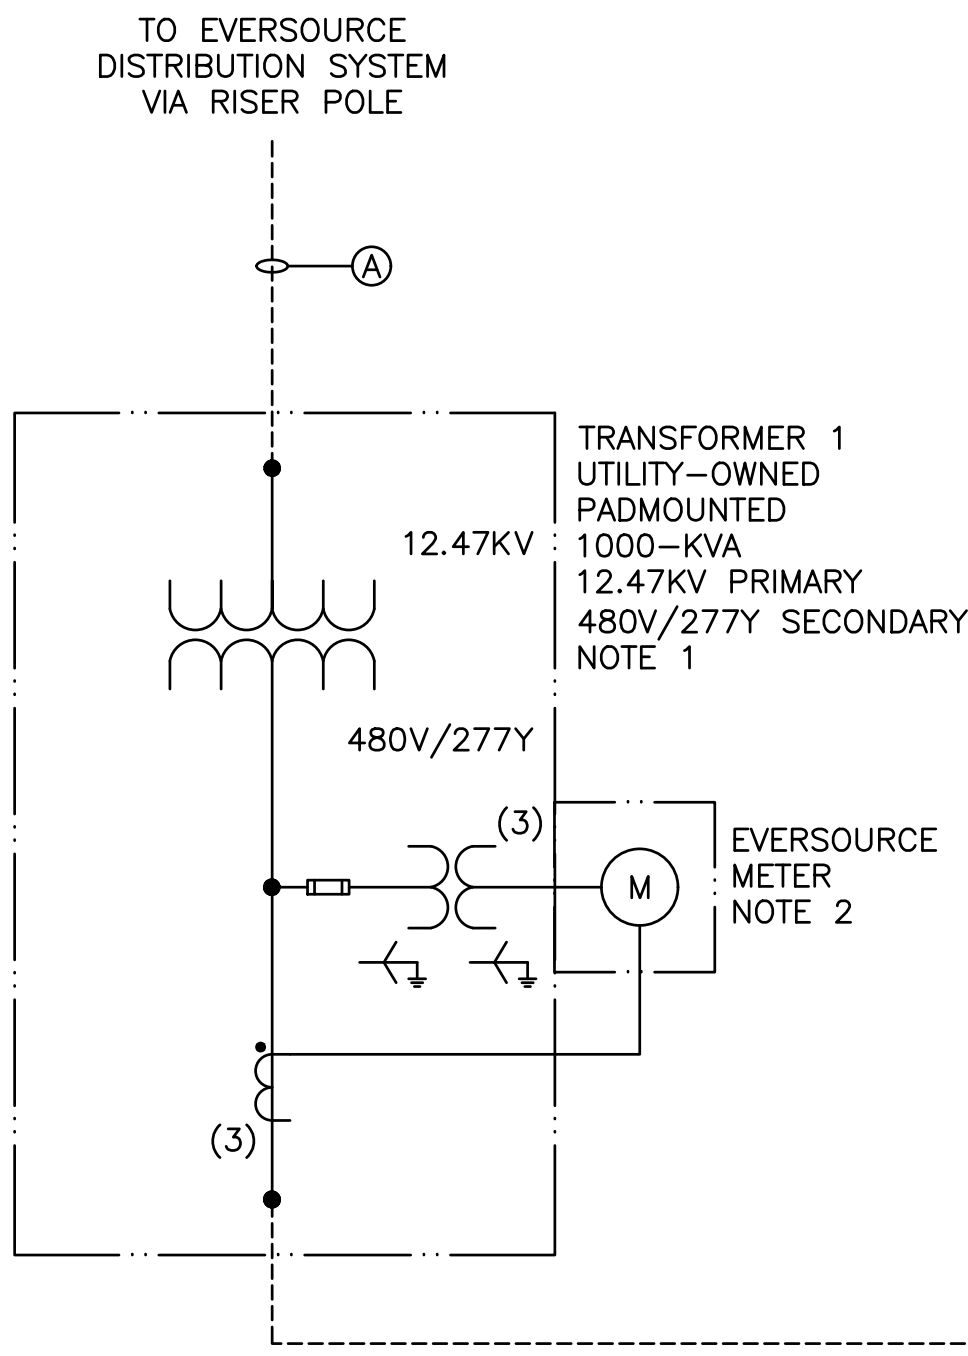 TO EVERSOURCE
DISTRIBUTION SYSTEM
VIA RISER POLE
A
TRANSFORMER 1
UTILITY-OWNED
PADMOUNTED
1000-KVA
12.47KV PRIMARY
480V/277Y SECONDARY
NOTE 1
12.47KV
480V/277Y
(3)
M
EVERSOURCE
METER
NOTE 2
(3)